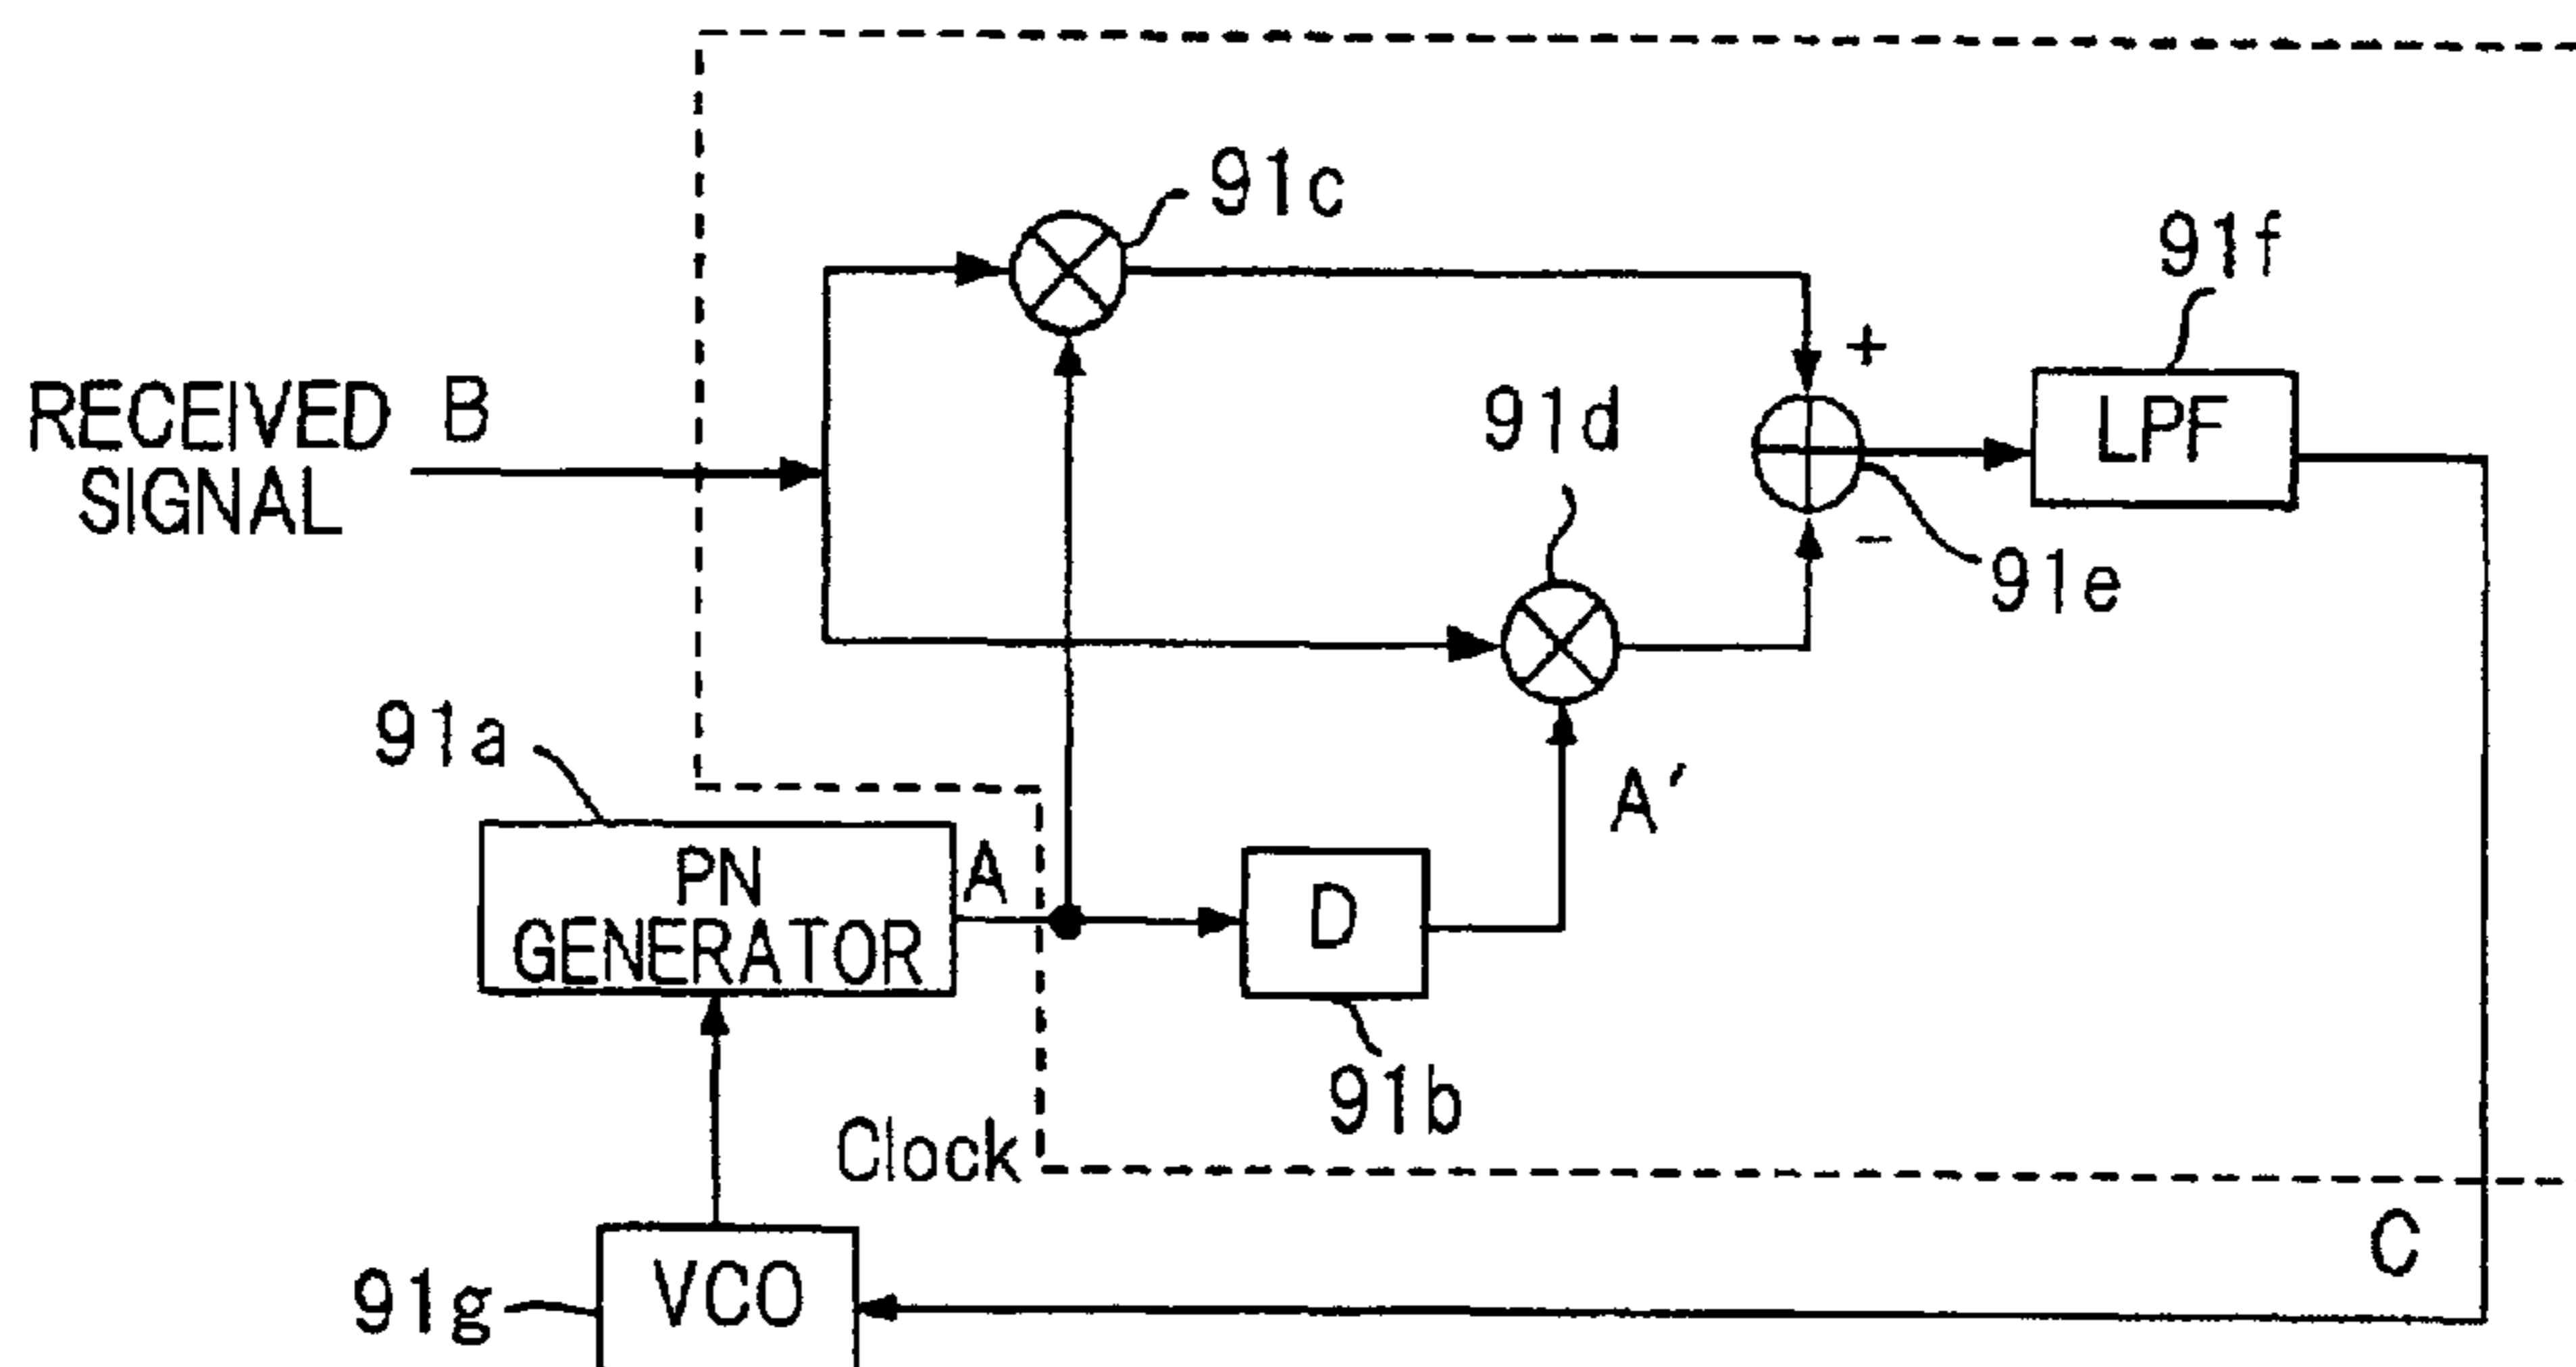 91c
91f
+
RECEIVED B
SIGNAL
91d
LPF
-
91e
91a
A'
PN
GENERATOR
A
D
91b
Clock
C
91g
VCO